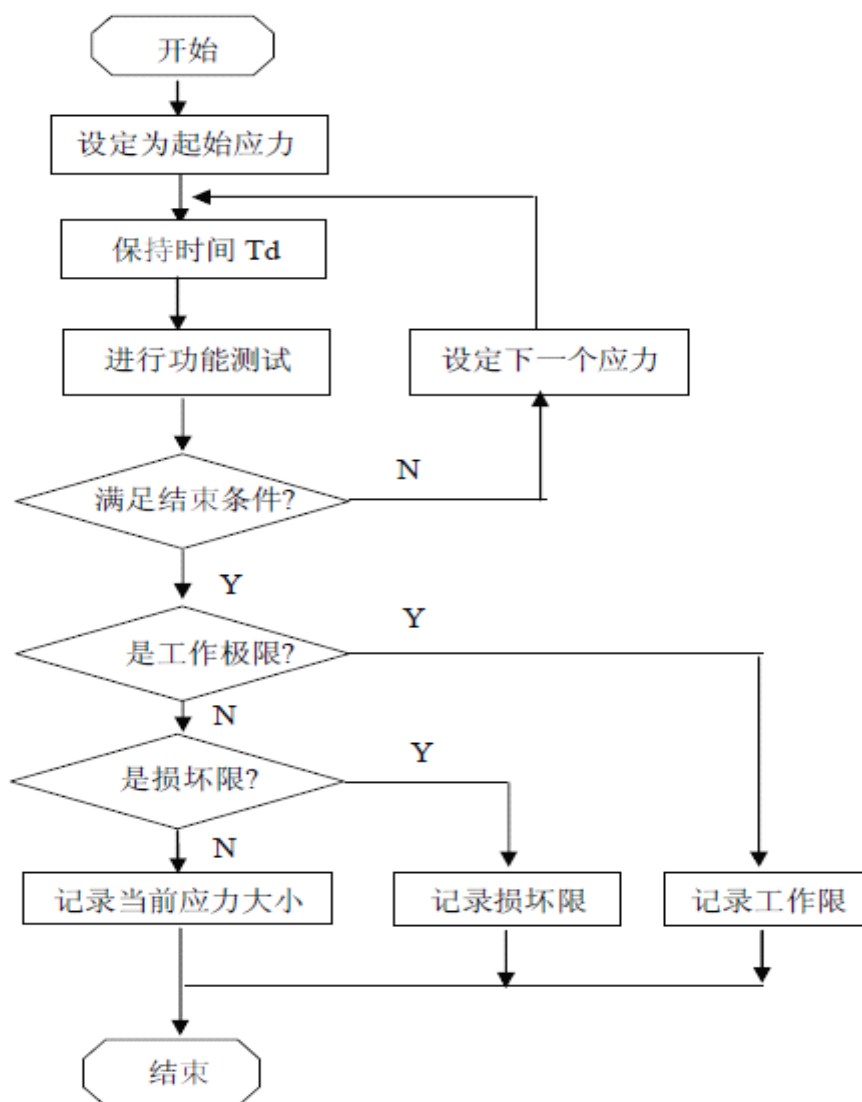 开始
设定为起始应力
保持时间 Td
进行功能测试
设定下一个应力
满足结束条件?
N
Y
是工作极限?
Y
N
是损坏限?
Y
N
记录当前应力大小
记录损坏限
记录工作限
结束